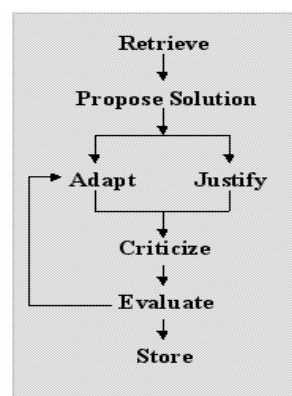 Retrieve
Propose Solution
Adapt Justify
Criticize
Evaluate
Store